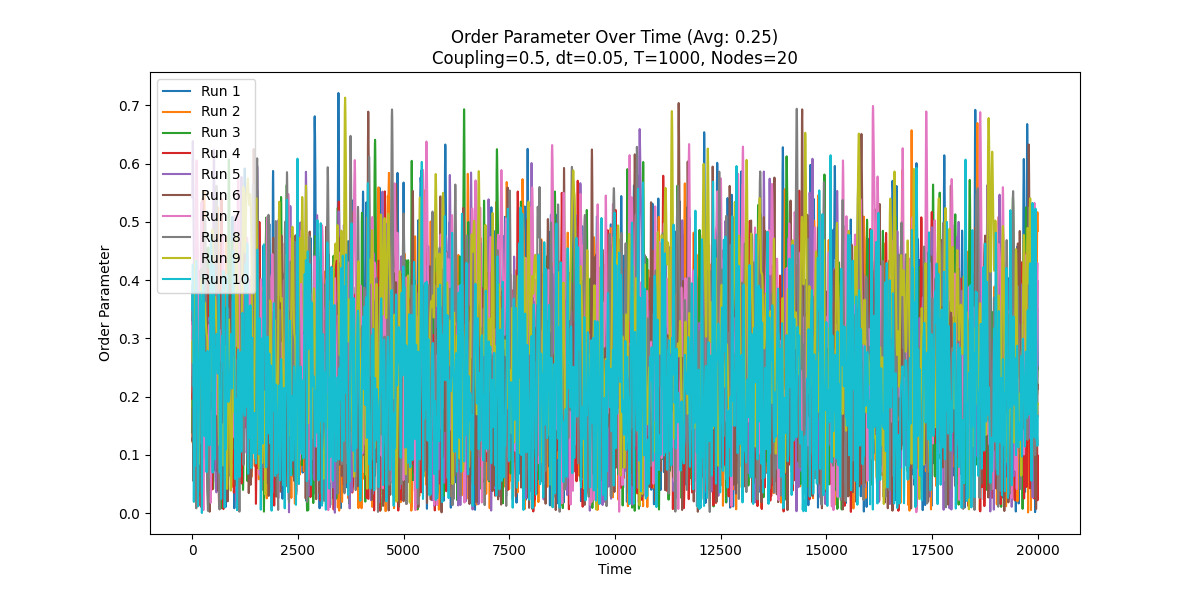 Order Parameter Over Time (Avg: 0.25)
Coupling=0.5, dt=0.05, T=1000, Nodes=20
Run 1
Run 2
Run 3
Run 4
Run 5
Run 6
Run 7
Run 8
Run 9
Run 10
Order Parameter
0.7
0.6
0.5
0.4
0.3
0.2
0.1
0.0
0
2500
5000
7500
10000
12500
15000
17500
20000
Time